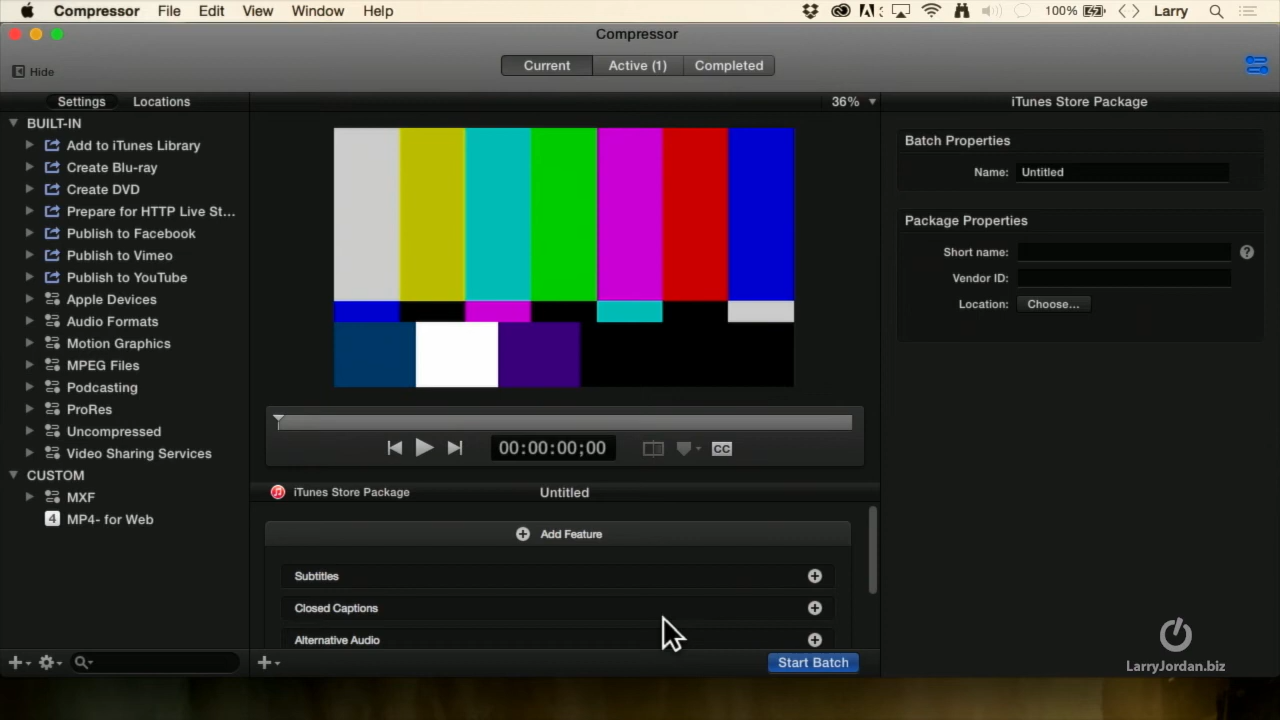 Compressor File Edit View Window Help 100% Larry
Compressor
Hide
Current Active (1) Completed
Settings Locations
36%
iTunes Store Package
BUILT-IN
Add to iTunes Library
Create Blu-ray
Create DVD
Prepare for HTTP Live St...
Publish to Facebook
Publish to Vimeo
Publish to YouTube
Apple Devices
Audio Formats
Motion Graphics
MPEG Files
Podcasting
ProRes
Uncompressed
Video Sharing Services
CUSTOM
MXF
4 MP4- for Web
00:00:00;00 CC
iTunes Store Package Untitled
Add Feature
Subtitles
Closed Captions
Alternative Audio
Start Batch
Batch Properties
Name: Untitled
Package Properties
Short name: ?
Vendor ID:
Location: Choose...
LarryJordan.biz